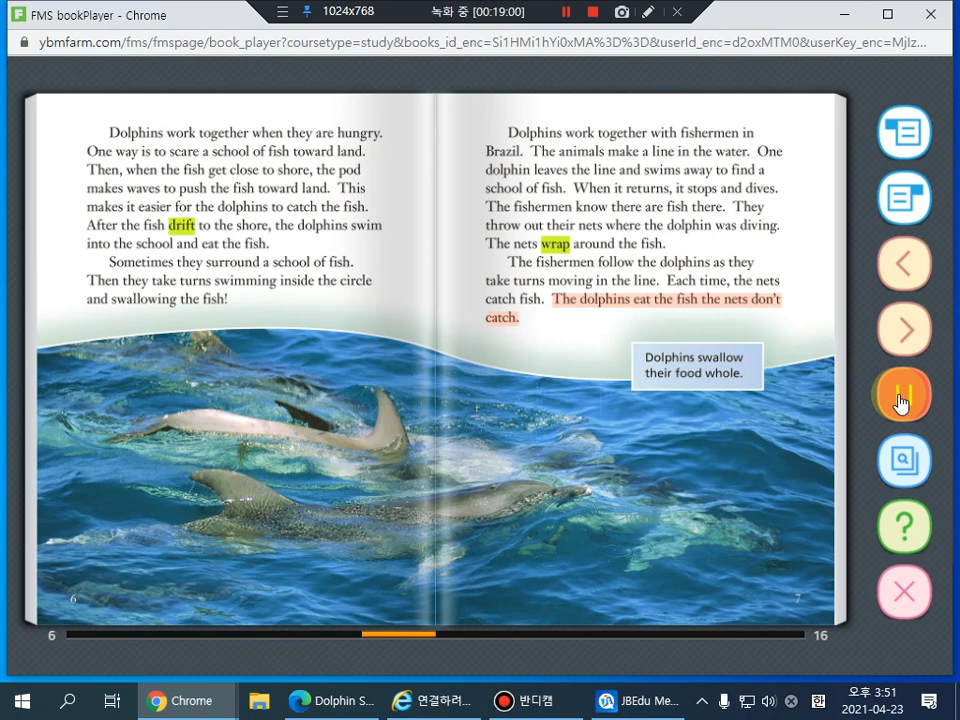 FMS bookPlayer - Chrome
1024x768
녹화 중 [00:19:00]
ybmfarm.com/fms/fmspage/book_player?coursetype=study&books_id_enc=Si1HMi1hYi0xMA%3D%3D&userId_enc=d2oxMTM0&userKey_enc=MjIz...
Dolphins work together when they are hungry.
One way is to scare a school of fish toward land.
Then, when the fish get close to shore, the pod
makes waves to push the fish toward land. This
makes it easier for the dolphins to catch the fish.
After the fish drift to the shore, the dolphins swim
into the school and eat the fish.
Sometimes they surround a school of fish.
Then they take turns swimming inside the circle
and swallowing the fish!
Dolphins work together with fishermen in
Brazil. The animals make a line in the water. One
dolphin leaves the line and swims away to find a
school of fish. When it returns, it stops and dives.
The fishermen know there are fish there. They
throw out their nets where the dolphin was diving.
The nets wrap around the fish.
The fishermen follow the dolphins as they
take turns moving in the line. Each time, the nets
catch fish. The dolphins eat the fish the nets don't
catch.
Dolphins swallow
their food whole.
6
7
6
16
Chrome
Dolphin S...
연결하려...
반디캠
JBEdu Me...
한
오후 3:51
2021-04-23